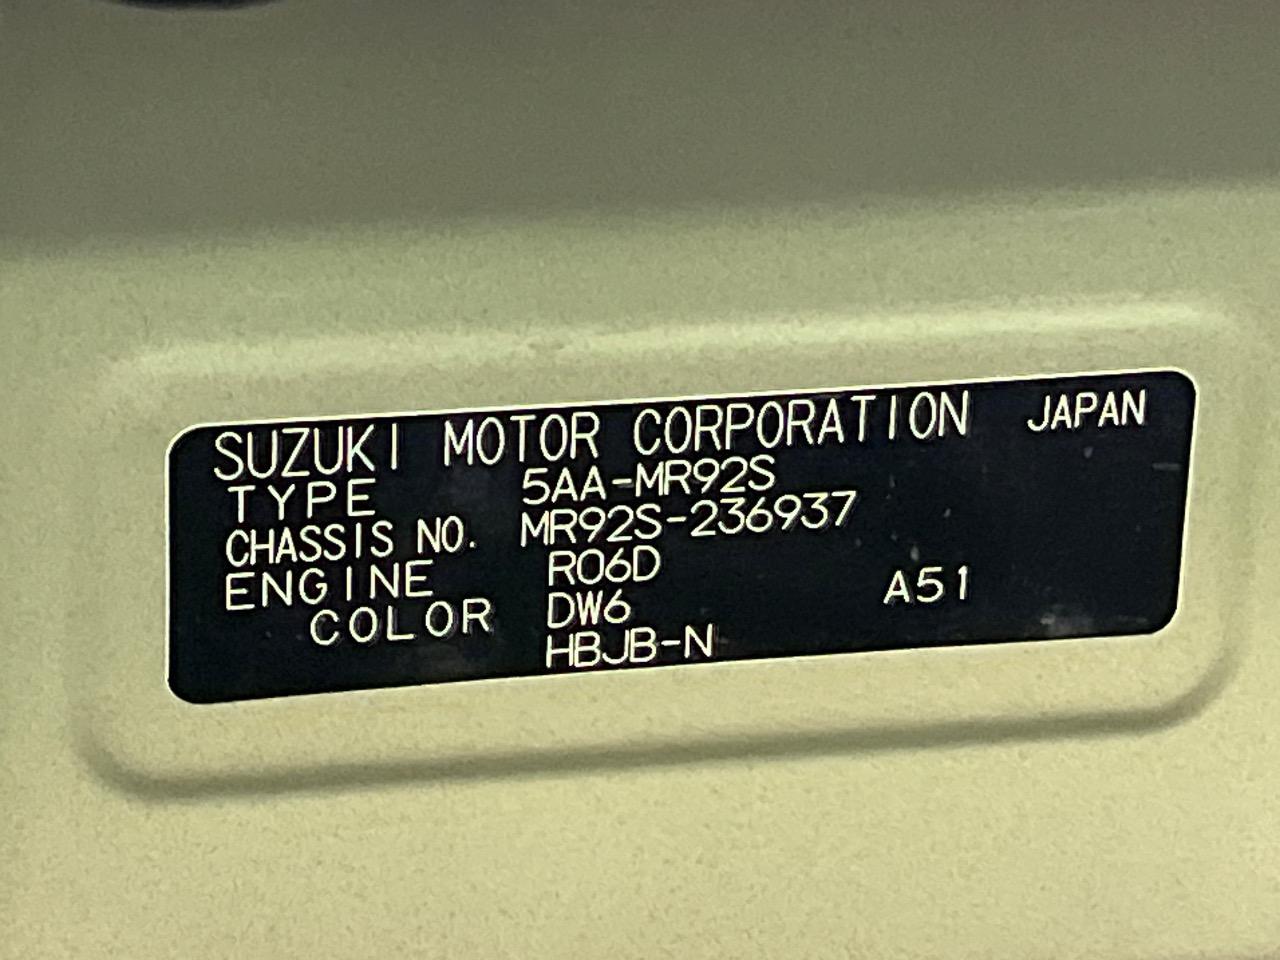 SUZUKI MOTOR CORPORATION JAPAN
TYPE 5AA-MR92S
CHASSIS NO. MR92S-236937
ENGINE R06D
COLOR DW6 A51
HBJB-N